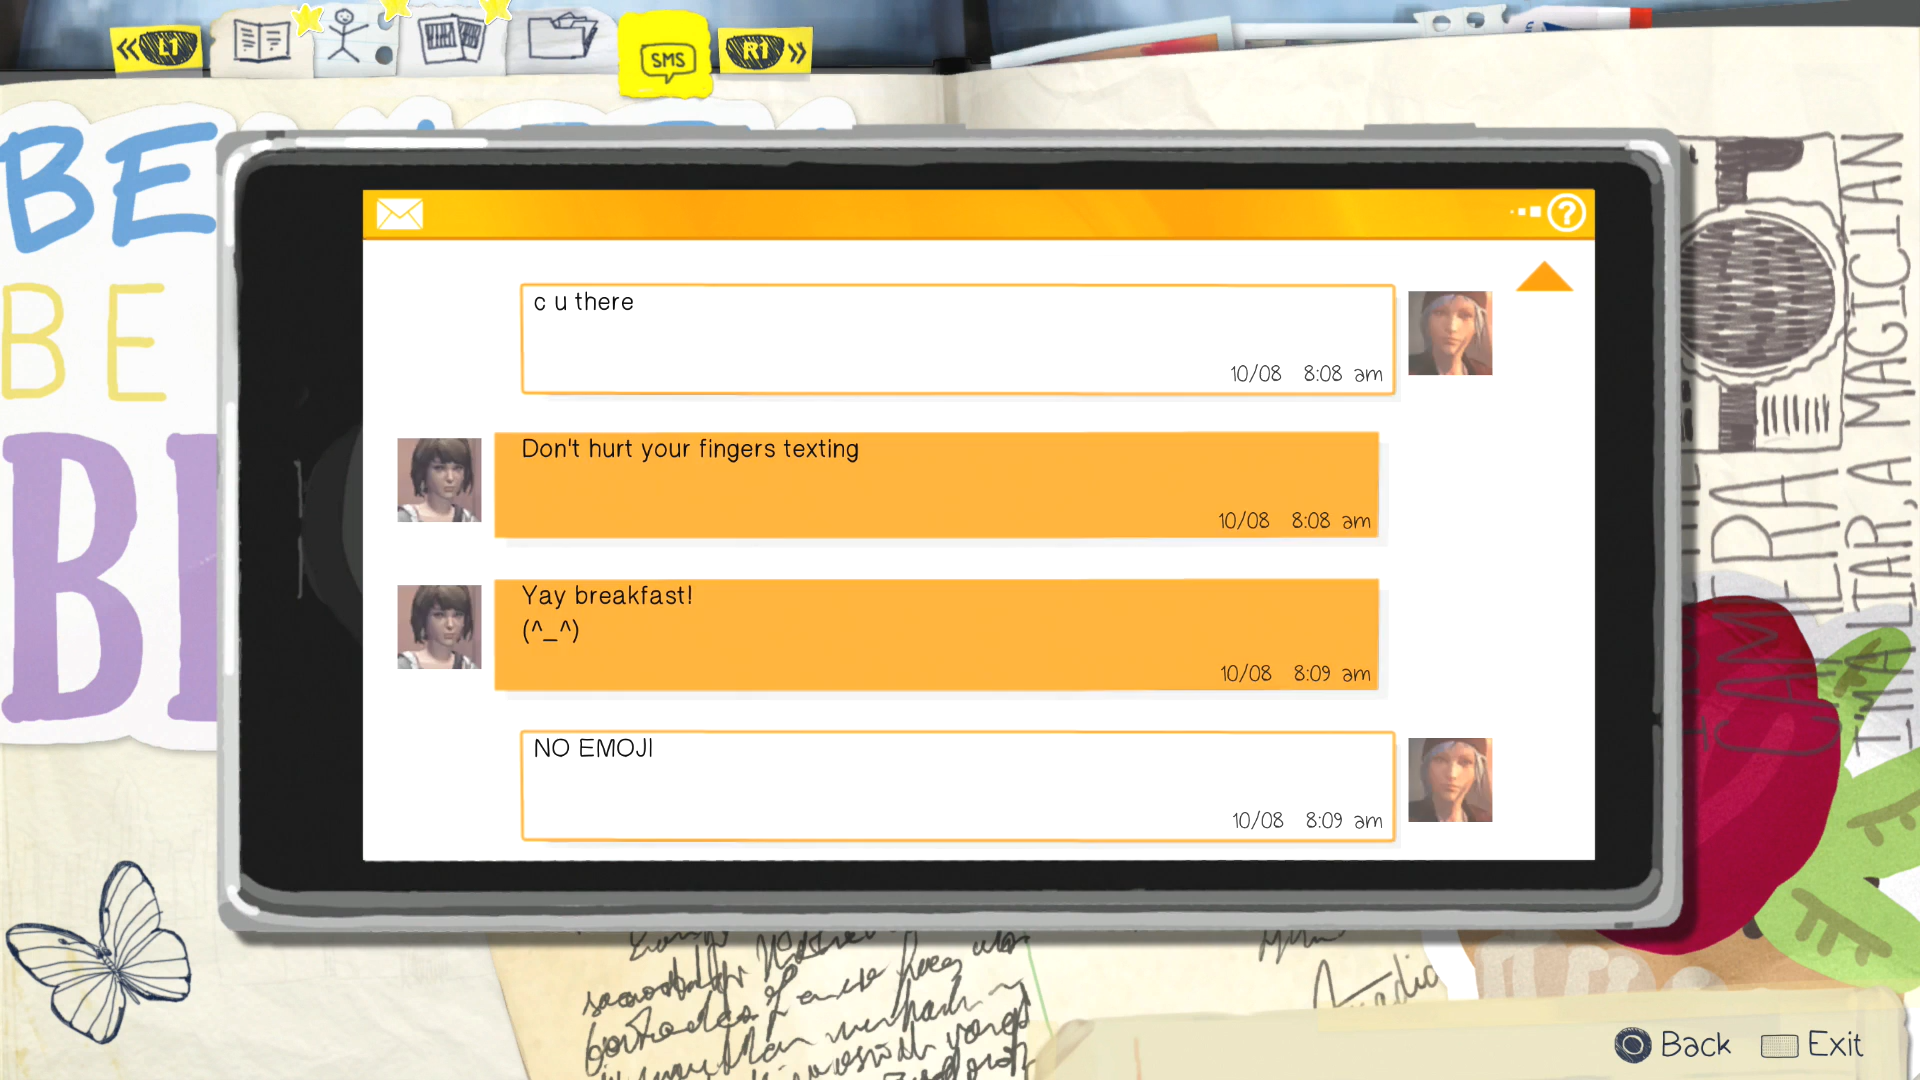 L1
SMS
R1
BE
BE
c u there
10/08 8:08 am
Don't hurt your fingers texting
10/08 8:08 am
Yay breakfast!
(^_^)
10/08 8:09 am
NO EMOJI
10/08 8:09 am
CAMERA
I'M A LIAR, A MAGICIAN
Back
Exit